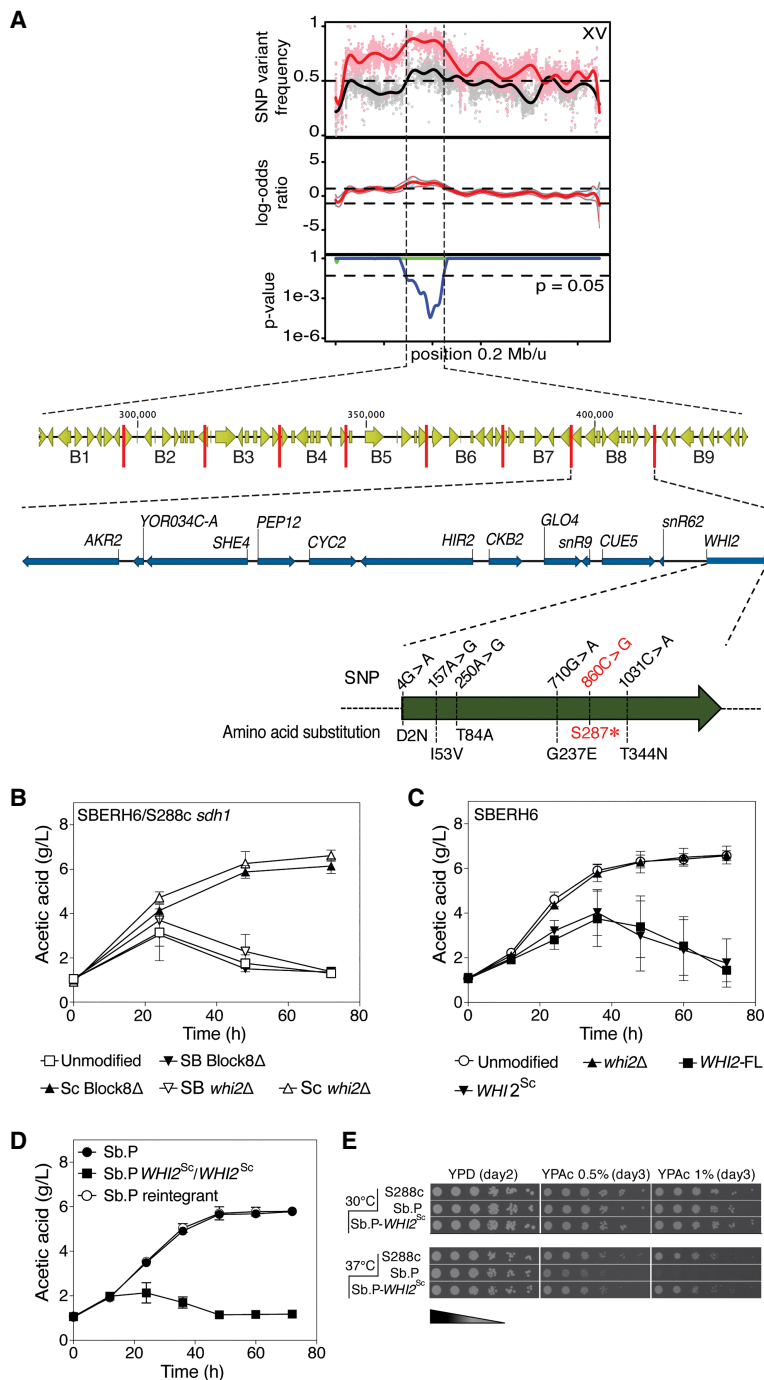 A
XV
SNP variant
frequency
1
0.5
0
log-odds
ratio
5
0
-5
p-value
1
1e-3
1e-6
p = 0.05
position 0.2 Mb/u
300,000 350,000 400,000
B1 B2 B3 B4 B5 B6 B7 B8 B9
AKR2 YOR034C-A SHE4 PEP12 CYC2 HIR2 CKB2 GLO4 snR9 CUE5 snR62 WHI2
SNP 4G > A 157A > G 250A > G 710G > A 860C > G 1031C > A
Amino acid substitution D2N I53V T84A G237E S287* T344N
B
SBERH6/S288c sdh1
Acetic acid (g/L)
8
6
4
2
0
0 20 40 60 80
Time (h)
Unmodified SB Block8Δ
Sc Block8Δ SB whi2Δ Sc whi2Δ
C
SBERH6
Acetic acid (g/L)
8
6
4
2
0
0 20 40 60 80
Time (h)
Unmodified whi2Δ WHI2-FL
WHI2Sc
D
Sb.P
Sb.P WHI2Sc/WHI2Sc
Sb.P reintegrant
Acetic acid (g/L)
8
6
4
2
0
0 20 40 60 80
Time (h)
E
YPD (day2) YPAc 0.5% (day3) YPAc 1% (day3)
30°C
S288c
Sb.P
Sb.P-WHI2Sc
37°C
S288c
Sb.P
Sb.P-WHI2Sc